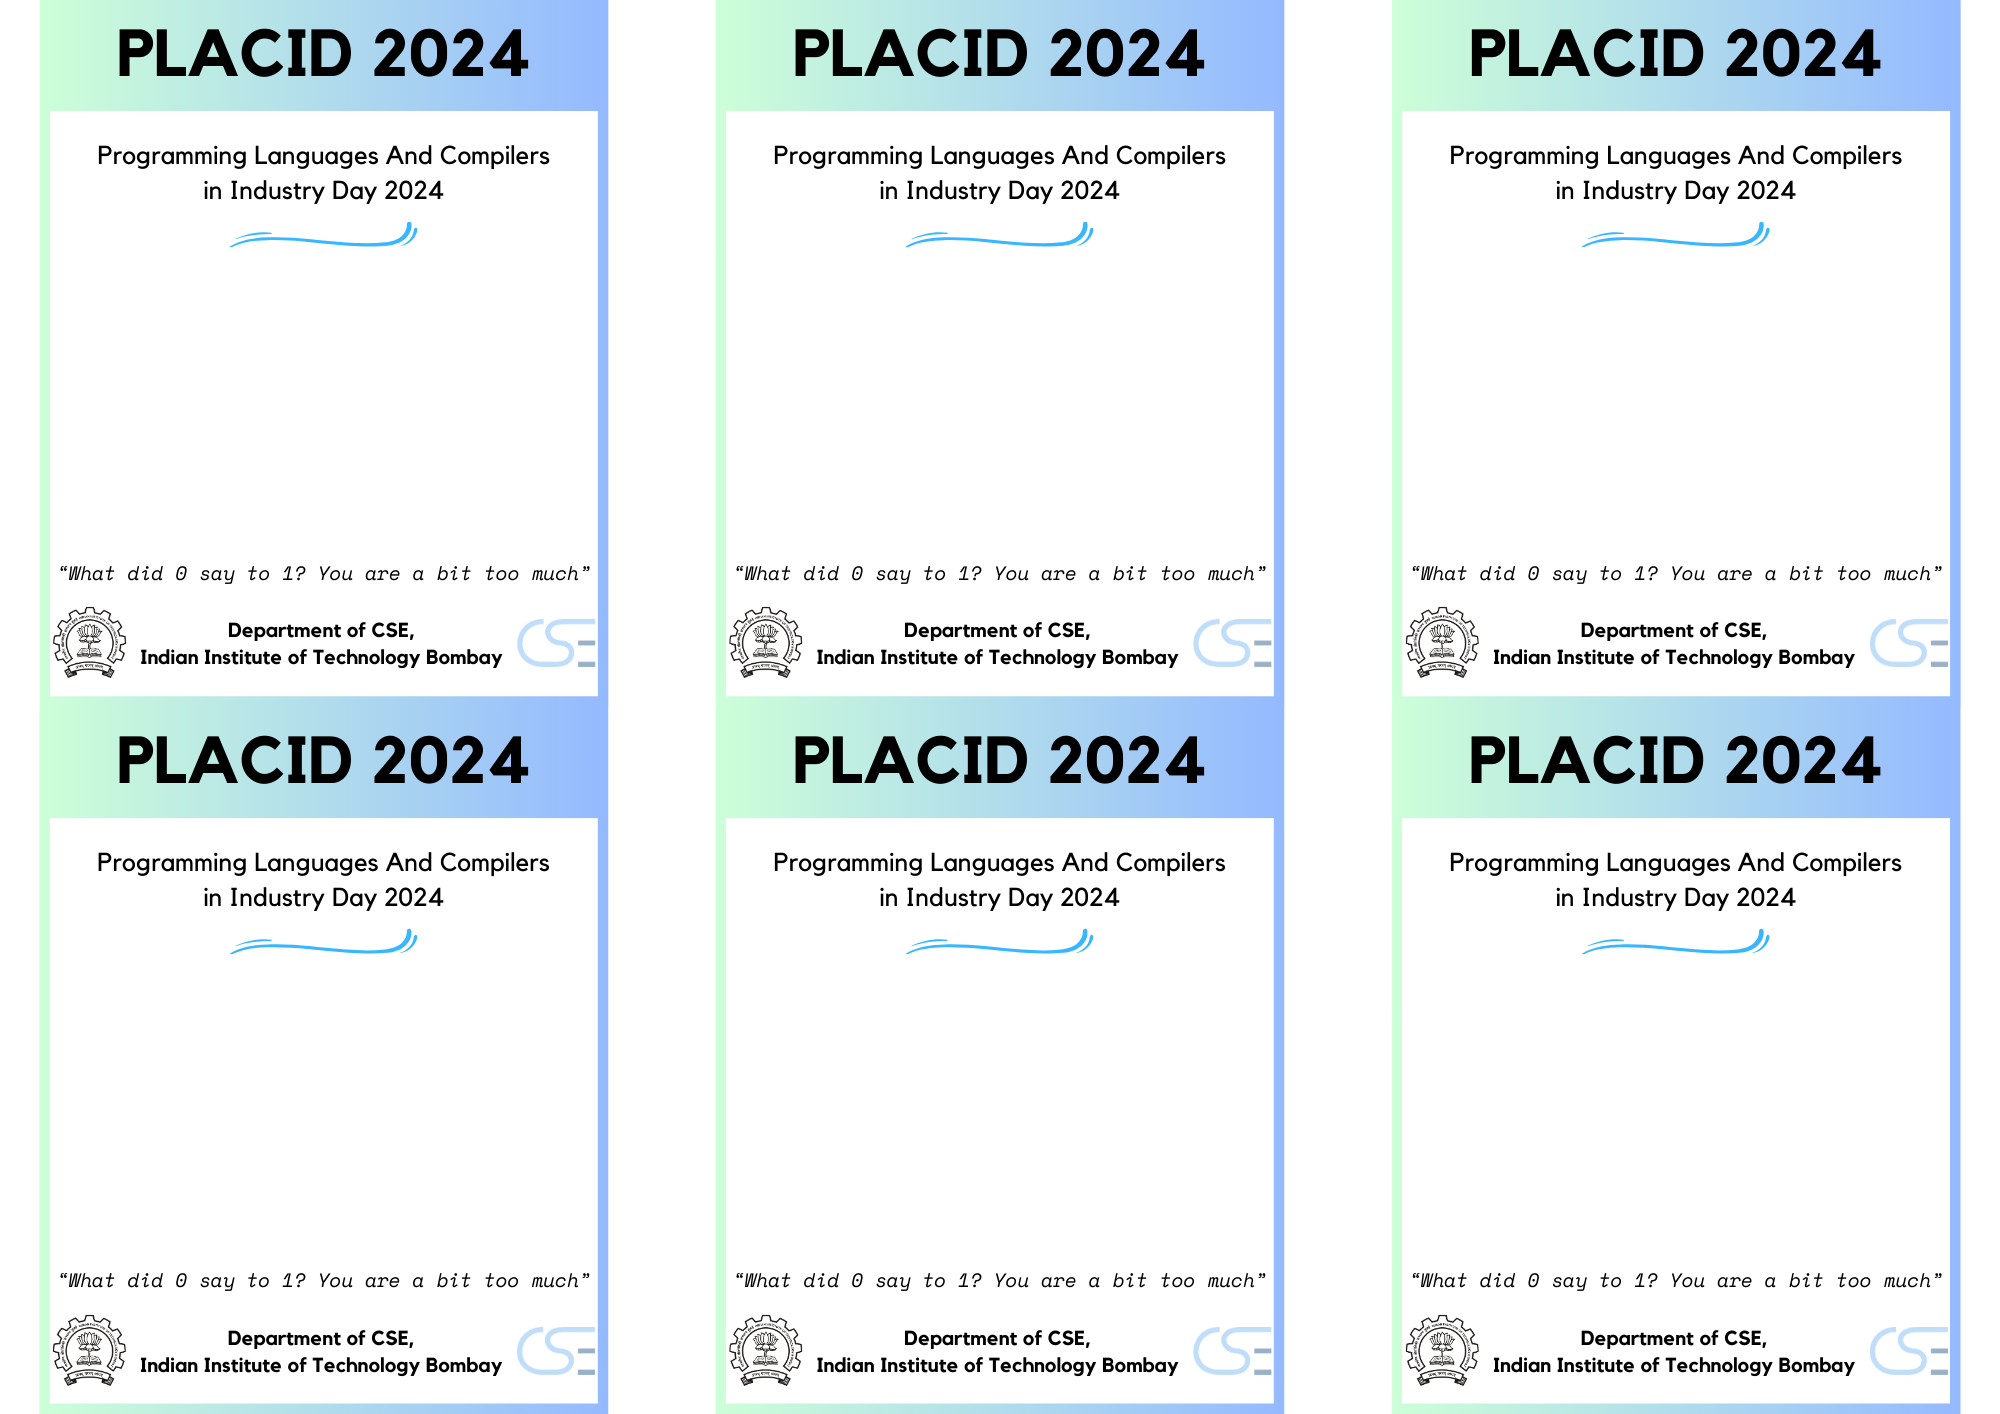 PLACID 2024
Programming Languages And Compilers
in Industry Day 2024
“What did 0 say to 1? You are a bit too much”
Department of CSE,
Indian Institute of Technology Bombay
CSE
PLACID 2024
Programming Languages And Compilers
in Industry Day 2024
“What did 0 say to 1? You are a bit too much”
Department of CSE,
Indian Institute of Technology Bombay
CSE
PLACID 2024
Programming Languages And Compilers
in Industry Day 2024
“What did 0 say to 1? You are a bit too much”
Department of CSE,
Indian Institute of Technology Bombay
CSE
PLACID 2024
Programming Languages And Compilers
in Industry Day 2024
“What did 0 say to 1? You are a bit too much”
Department of CSE,
Indian Institute of Technology Bombay
CSE
PLACID 2024
Programming Languages And Compilers
in Industry Day 2024
“What did 0 say to 1? You are a bit too much”
Department of CSE,
Indian Institute of Technology Bombay
CSE
PLACID 2024
Programming Languages And Compilers
in Industry Day 2024
“What did 0 say to 1? You are a bit too much”
Department of CSE,
Indian Institute of Technology Bombay
CSE